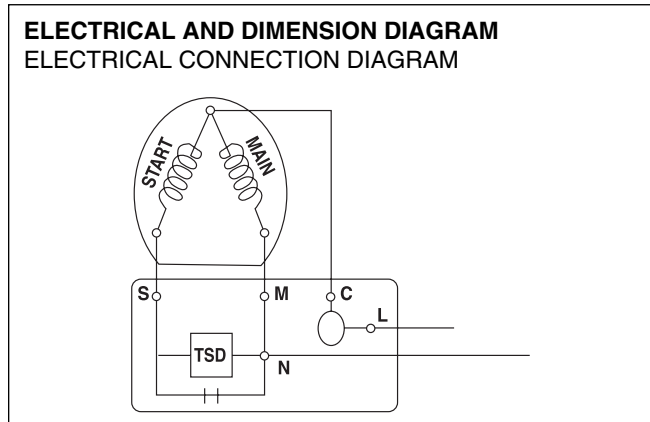 ELECTRICAL AND DIMENSION DIAGRAM
ELECTRICAL CONNECTION DIAGRAM
START
MAIN
S
M
C
L
TSD
N